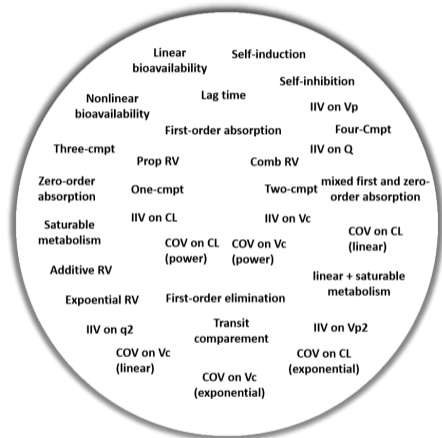 Linear
bioavailability
Self-induction
Self-inhibition
Nonlinear
bioavailability
Lag time
IIV on Vp
First-order absorption
Four-Cmpt
Three-cmpt
IIV on Q
Prop RV
Comb RV
Zero-order
absorption
One-cmpt
Two-cmpt
mixed first and zero-
order absorption
Saturable
metabolism
IIV on CL
IIV on Vc
COV on CL
(linear)
COV on CL
(power)
COV on Vc
(power)
Additive RV
linear + saturable
metabolism
Expoential RV
First-order elimination
IIV on q2
Transit
comparement
IIV on Vp2
COV on Vc
(linear)
COV on CL
(exponential)
COV on Vc
(exponential)